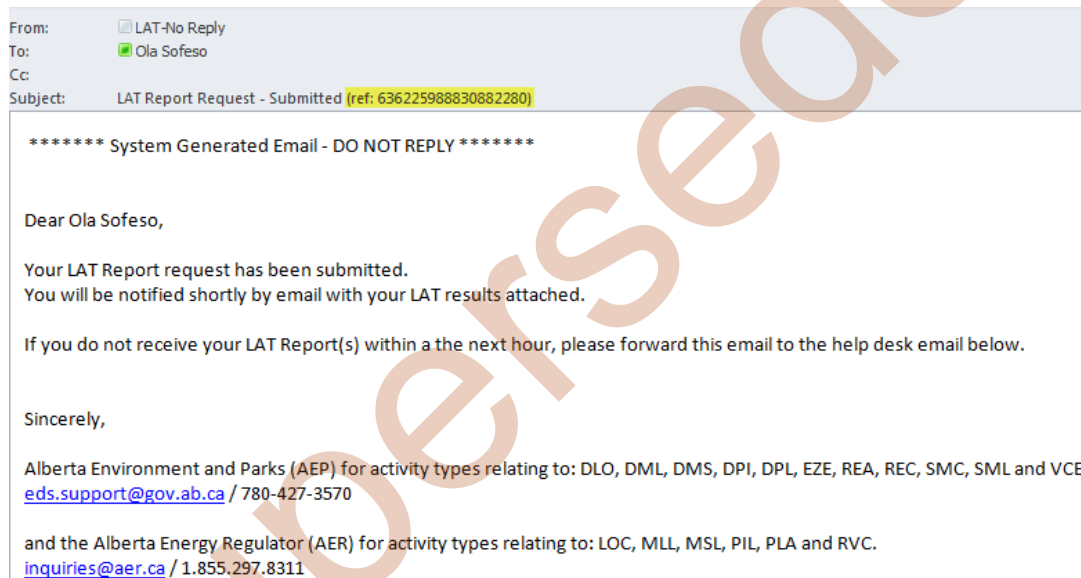 From: LAT-No Reply
To: Ola Sofeso
Cc:
Subject: LAT Report Request - Submitted (ref: 636225988830882280)
******* System Generated Email - DO NOT REPLY *******
Dear Ola Sofeso,
Your LAT Report request has been submitted.
You will be notified shortly by email with your LAT results attached.
If you do not receive your LAT Report(s) within a the next hour, please forward this email to the help desk email below.
Sincerely,
Alberta Environment and Parks (AEP) for activity types relating to: DLO, DML, DMS, DPI, DPL, EZE, REA, REC, SMC, SML and VCE
eds.support@gov.ab.ca / 780-427-3570
and the Alberta Energy Regulator (AER) for activity types relating to: LOC, MLL, MSL, PIL, PLA and RVC.
inquiries@aer.ca / 1.855.297.8311